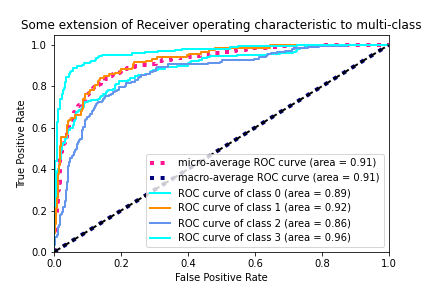 Some extension of Receiver operating characteristic to multi-class
1.0
0.8
0.6
0.4
0.2
0.0
True Positive Rate
micro-average ROC curve (area = 0.91)
macro-average ROC curve (area = 0.91)
ROC curve of class 0 (area = 0.89)
ROC curve of class 1 (area = 0.92)
ROC curve of class 2 (area = 0.86)
ROC curve of class 3 (area = 0.96)
0.0 0.2 0.4 0.6 0.8 1.0
False Positive Rate